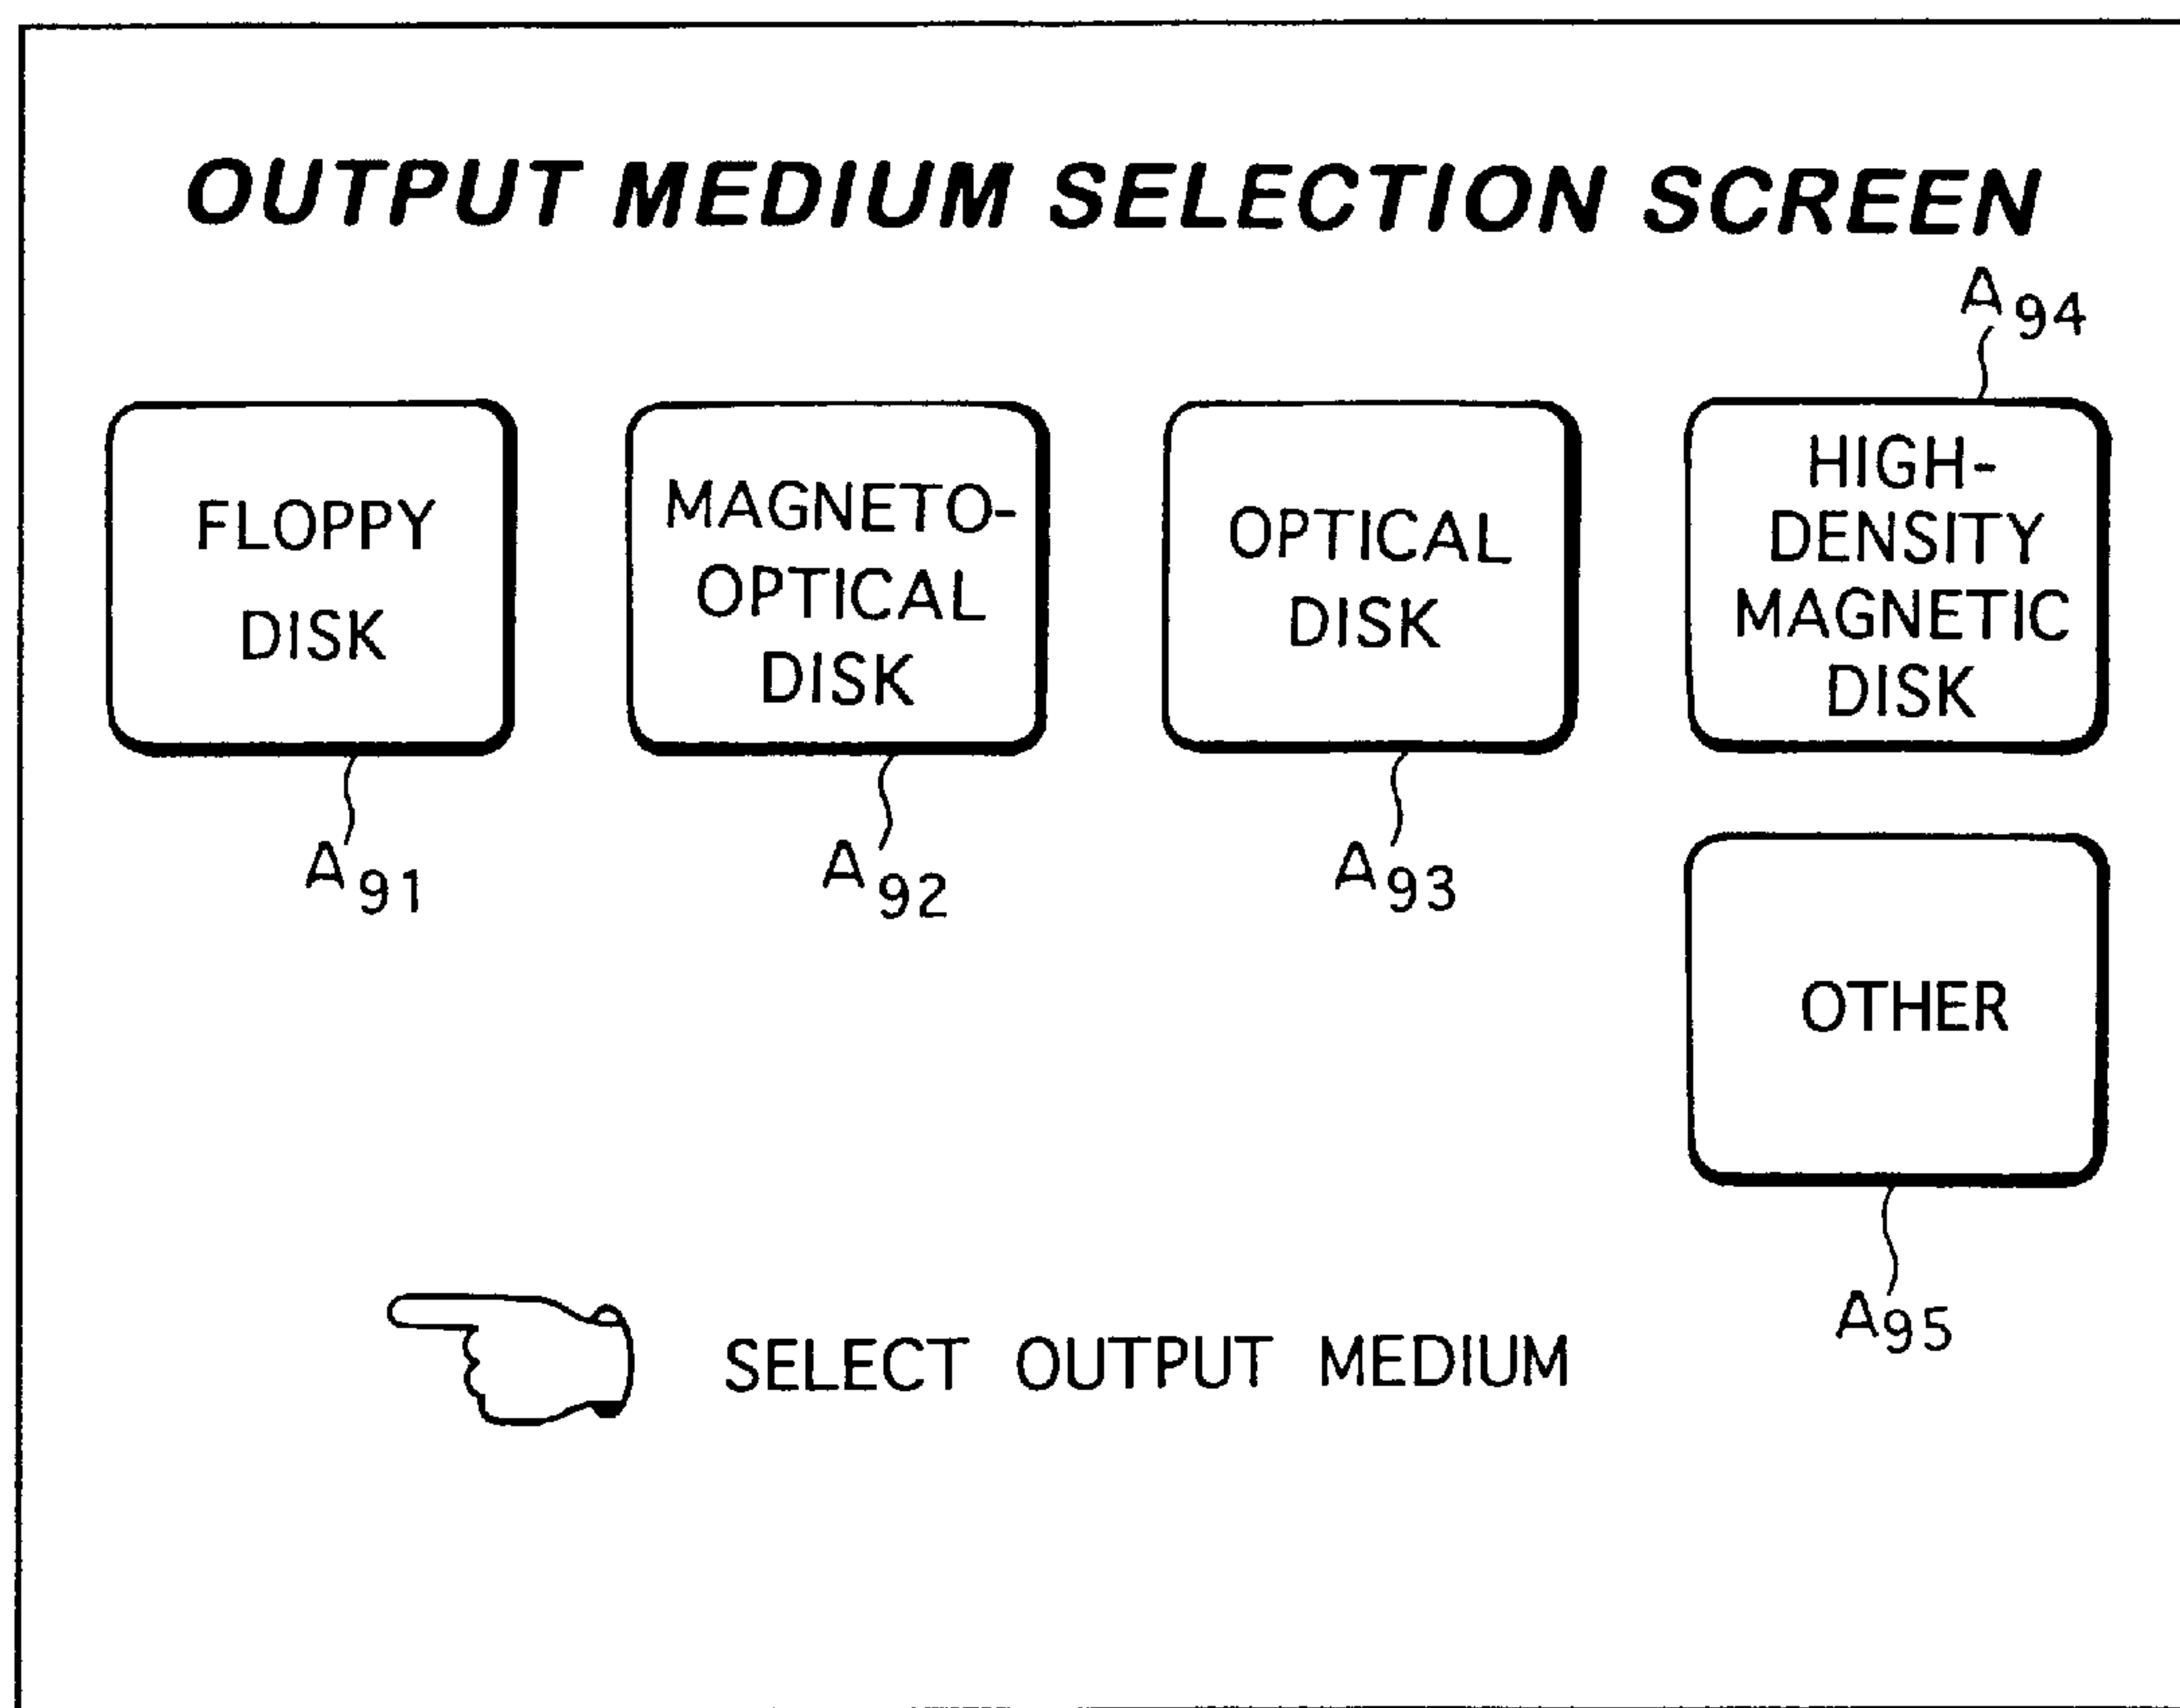 OUTPUT MEDIUM SELECTION SCREEN
A94
FLOPPY
DISK
MAGNETO-
OPTICAL
DISK
OPTICAL
DISK
HIGH-
DENSITY
MAGNETIC
DISK
A91
A92
A93
OTHER
A95
SELECT OUTPUT MEDIUM